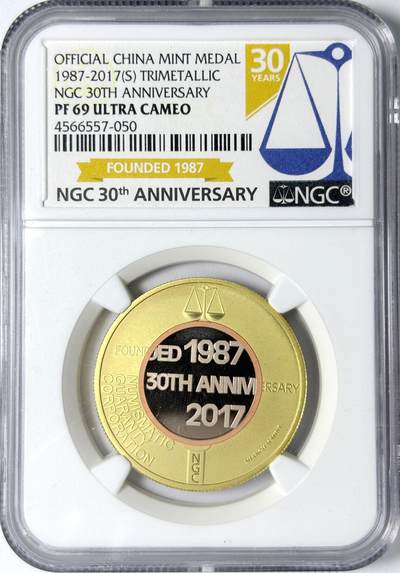 OFFICIAL CHINA MINT MEDAL
1987-2017(S) TRIMETALLIC
NGC 30TH ANNIVERSARY
PF 69 ULTRA CAMEO
4566557-050
30
YEARS
FOUNDED 1987
NGC 30th ANNIVERSARY
NGC®
FOUNDED 1987
30TH ANNIVERSARY
2017
NUMISMATIC
GUARANTY
CORPORATION
NGC